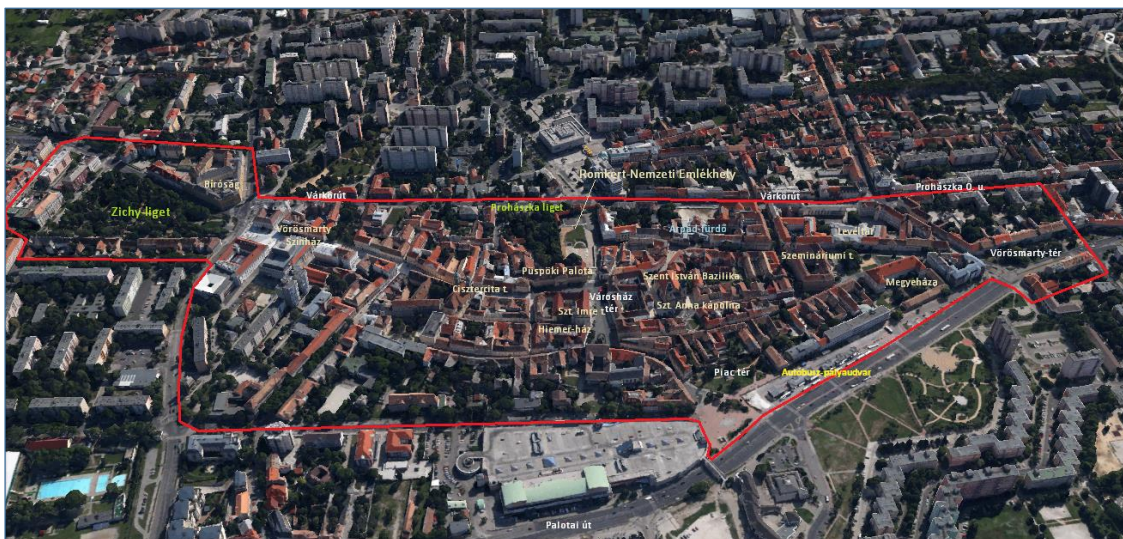 Romkert-Nemzeti Emlékhely
Bíróság
Várkörút
Várkörút
Prohászka O. u.
Zichy-liget
Prohászka liget
Vörösmarty
Színház
Árpád-fürdő
Levéltár
Szemináriumi t.
Vörösmarty-tér
Püspöki Palota
Szent István Bazilika
Megyeháza
Cisztercita t.
Városház
tér
Szt. Imre t.
Szt. Anna kápolna
Hiemer-ház
Piac tér
Autóbusz-pályaudvar
Palotai út